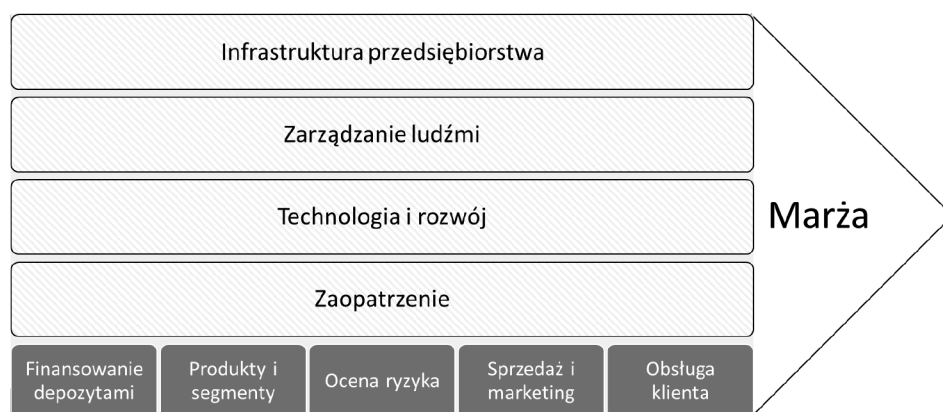 Infrastruktura przedsiębiorstwa
Zarządzanie ludźmi
Technologia i rozwój
Marża
Zaopatrzenie
Finansowanie
depozytami
Produkty i
segmenty
Ocena ryzyka
Sprzedaż i
marketing
Obsługa
klienta